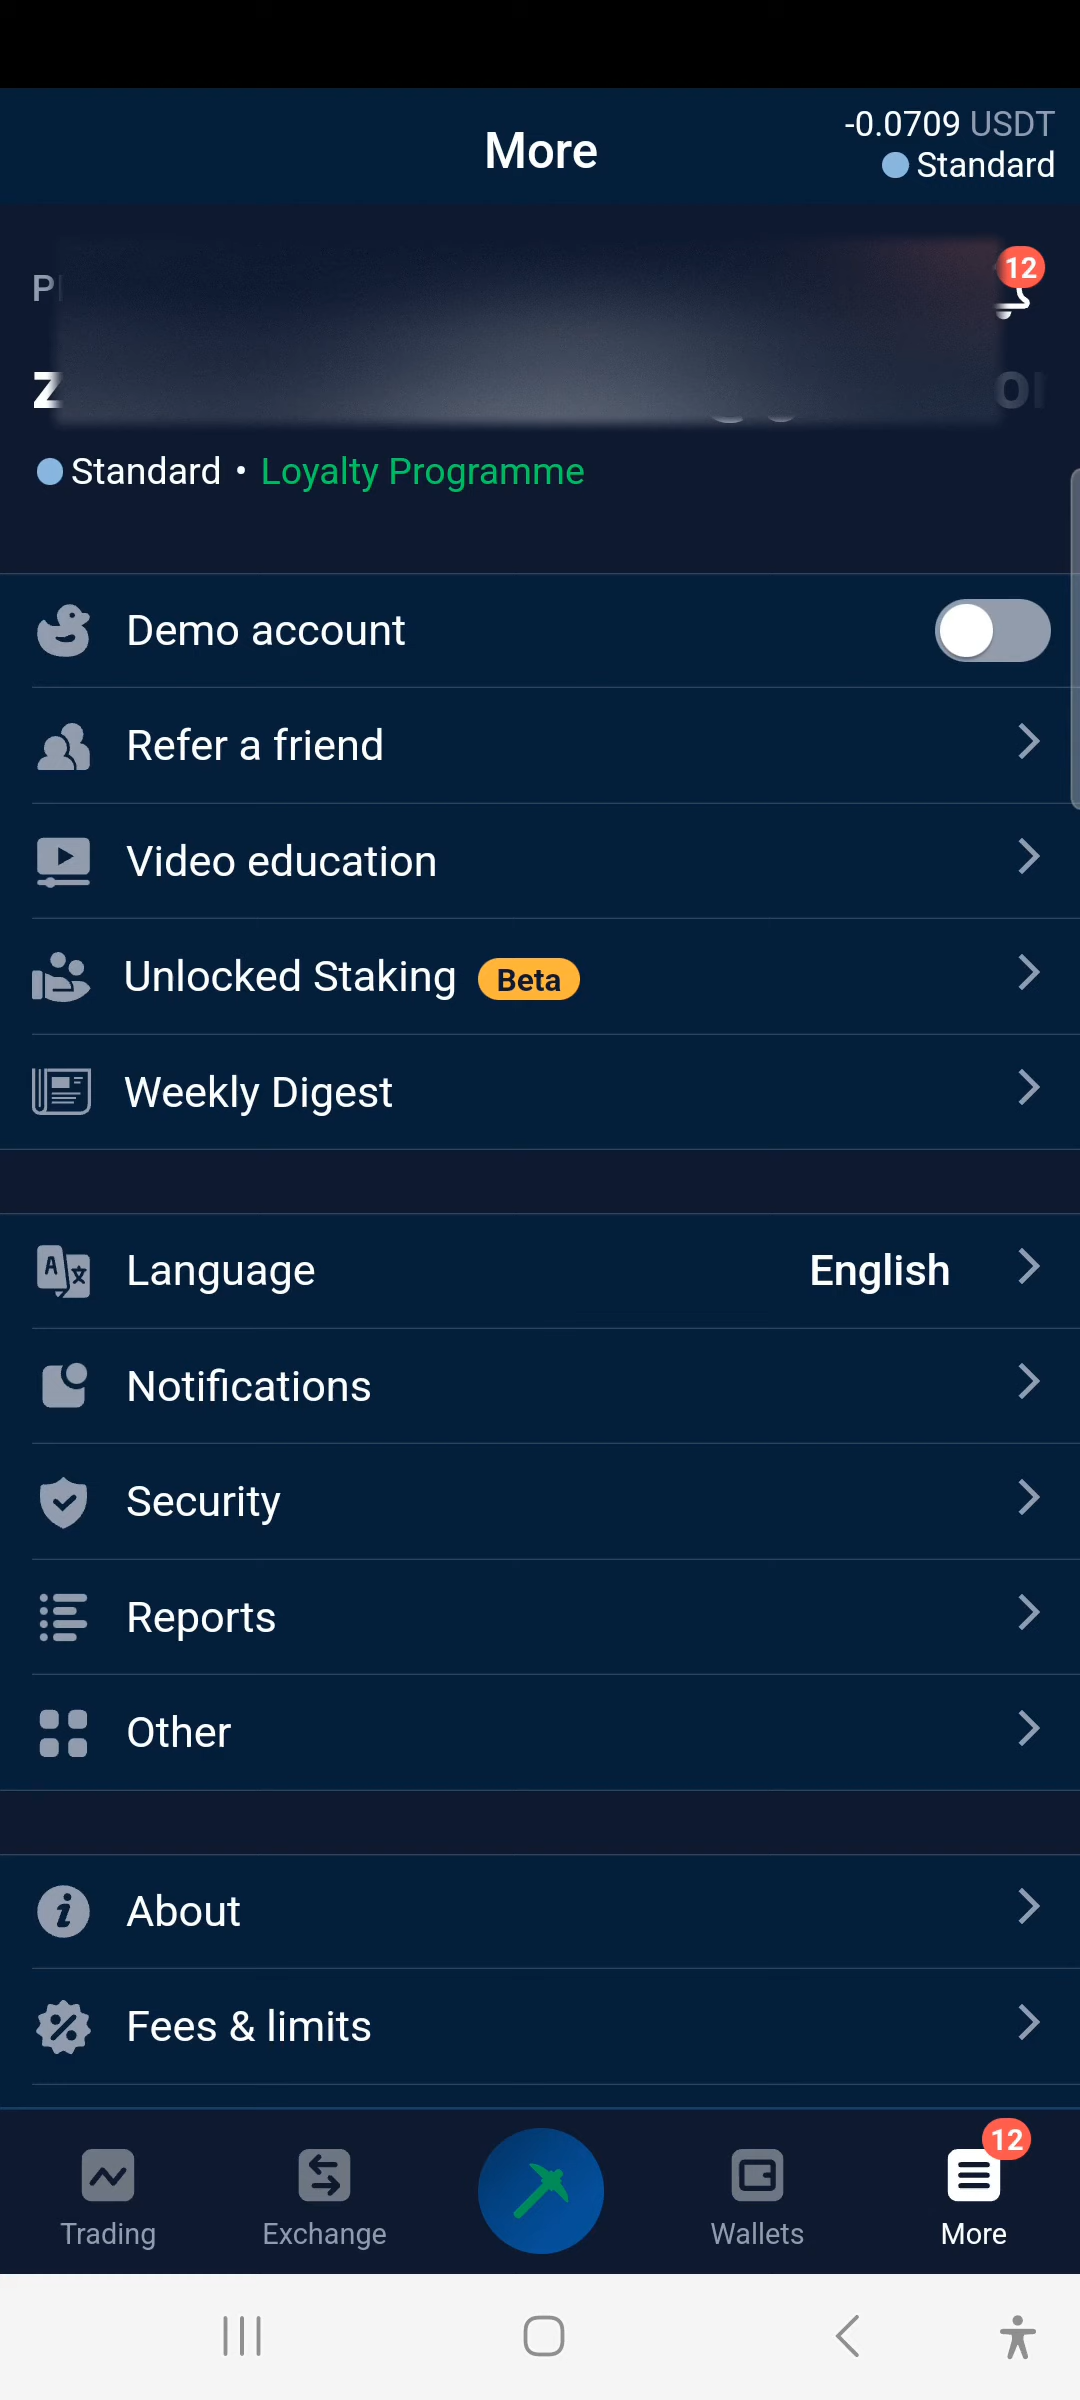 More
-0.0709 USDT
Standard
12
Standard • Loyalty Programme
Demo account
Refer a friend
Video education
Unlocked Staking Beta
Weekly Digest
Language English
Notifications
Security
Reports
Other
About
Fees & limits
12
Trading Exchange Wallets More